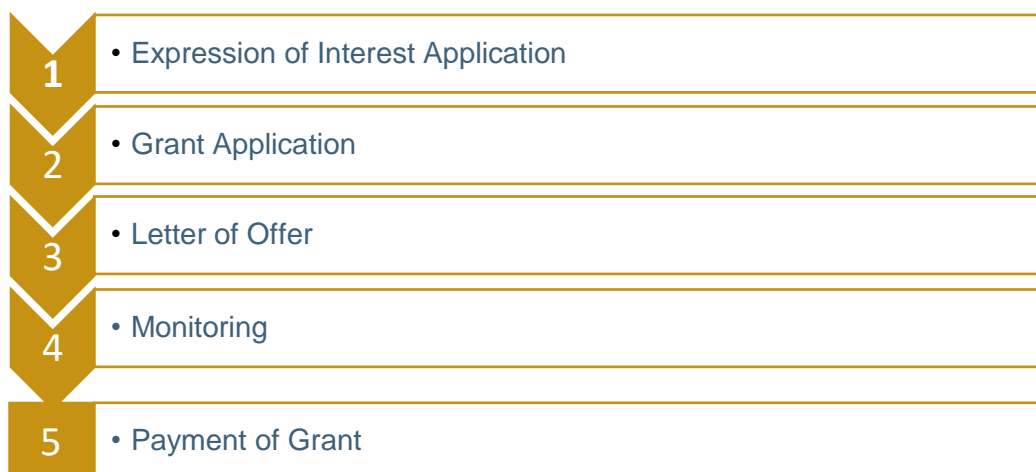 1 • Expression of Interest Application
2 • Grant Application
3 • Letter of Offer
4 • Monitoring
5 • Payment of Grant